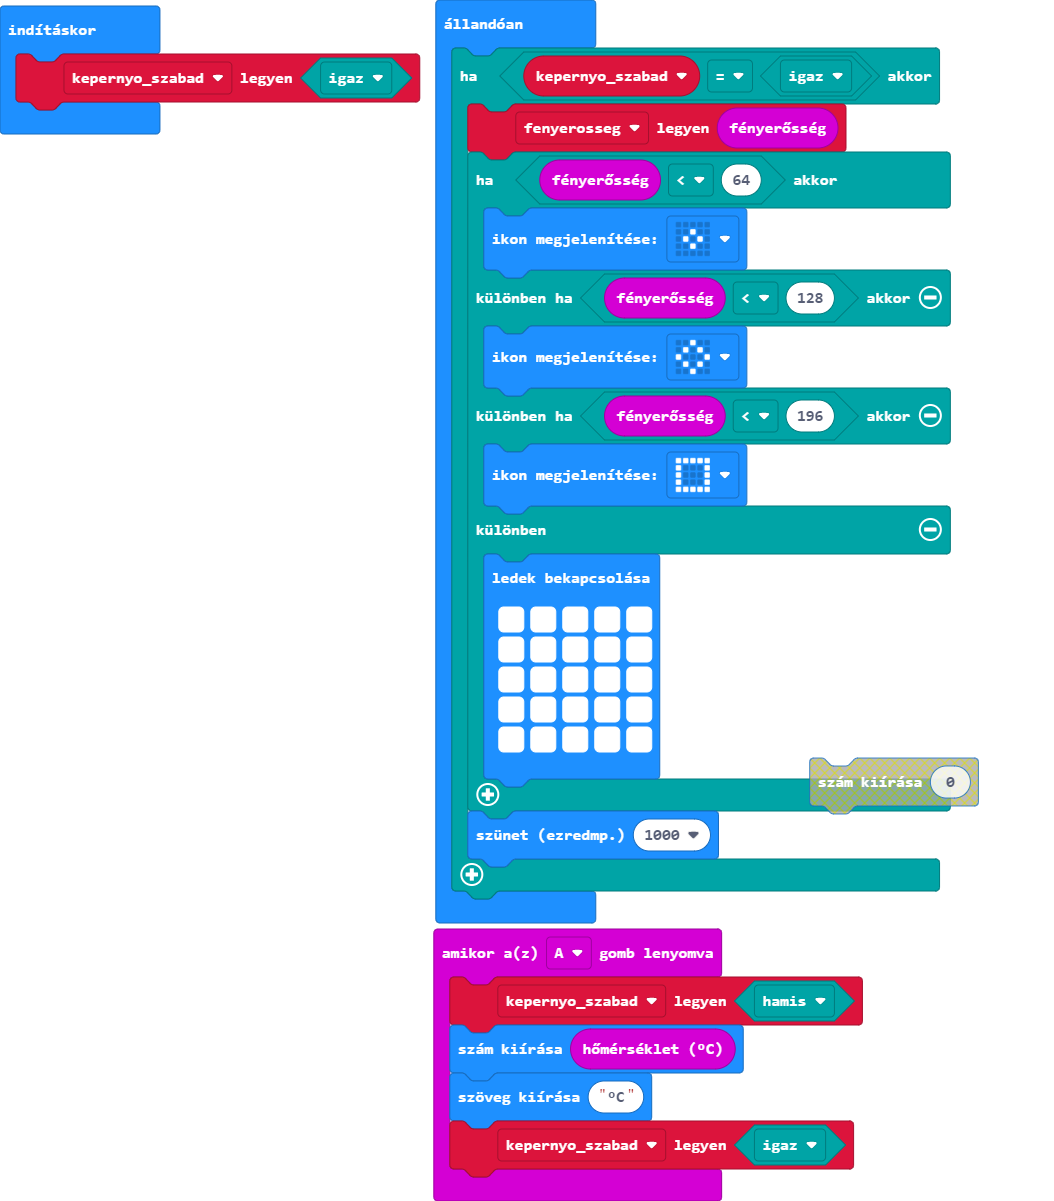 indításkor
kepernyo_szabad legyen igaz
állandóan
ha kepernyo_szabad = igaz akkor
fenyerosseg legyen fényerősség
ha fényerősség < 64 akkor
ikon megjelenítése:
különben ha fényerősség < 128 akkor
ikon megjelenítése:
különben ha fényerősség < 196 akkor
ikon megjelenítése:
különben
ledek bekapcsolása
szám kiírása 0
szünet (ezredmp.) 1000
amikor a(z) A gomb lenyomva
kepernyo_szabad legyen hamis
szám kiírása hőmérséklet (ºC)
szöveg kiírása "ºC"
kepernyo_szabad legyen igaz